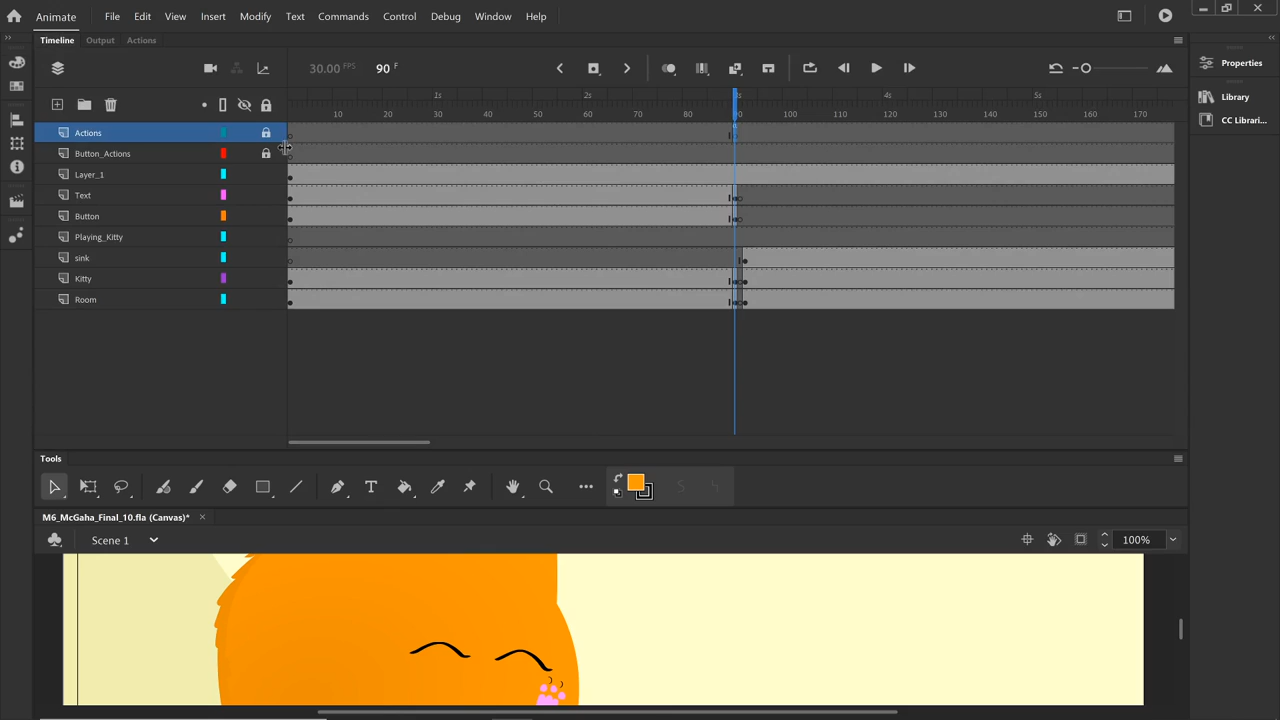 Animate File Edit View Insert Modify Text Commands Control Debug Window Help
Timeline Output Actions
30.00 FPS 90 F
Properties
Library
CC Librari...
1s 2s 3s 4s 5s
10 20 30 40 50 60 70 80 90 100 110 120 130 140 150 160 170
Actions
Button_Actions
Layer_1
Text
Button
Playing_Kitty
sink
Kitty
Room
Tools
M6_McGaha_Final_10.fla (Canvas)*
Scene 1 100%